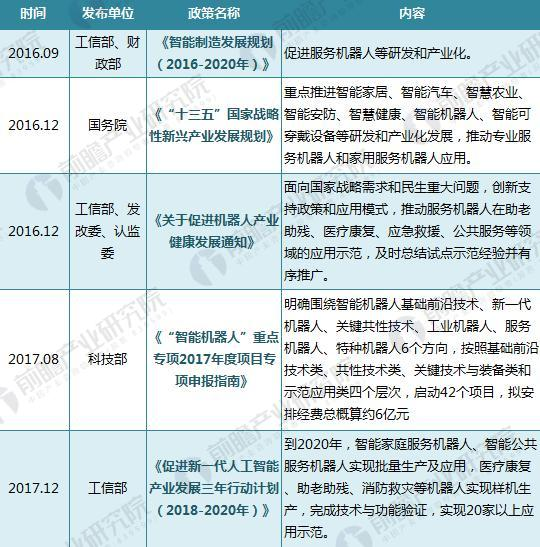 时间 发布单位 政策名称 内容
2016.09 工信部、财政部 《智能制造发展规划（2016-2020年）》 促进服务机器人等研发和产业化。
2016.12 国务院 《“十三五”国家战略性新兴产业发展规划》 重点推进智能家居、智能汽车、智慧农业、
智能安防、智慧健康、智能机器人、智能可
穿戴设备等研发和产业化发展，推动专业服
务机器人和家用服务机器人应用。
2016.12 工信部、发改委、认监委 《关于促进机器人产业健康发展通知》 面向国家战略需求和民生重大问题，创新支
持政策和应用模式，推动服务机器人在助老
助残、医疗康复、应急救援、公共服务等领
域的应用示范，及时总结试点示范经验并有
序推广。
2017.08 科技部 《“智能机器人”重点专项2017年度项目专项申报指南》 明确围绕智能机器人基础前沿技术、新一代
机器人、关键共性技术、工业机器人、服务
机器人、特种机器人6个方向，按照基础前沿
技术类、共性技术类、关键技术与装备类和
示范应用类四个层次，启动42个项目，拟安
排经费总概算约6亿元
2017.12 工信部 《促进新一代人工智能产业发展三年行动计划（2018-2020年）》 到2020年，智能家庭服务机器人、智能公共
服务机器人实现批量生产及应用，医疗康复
、助老助残、消防救灾等机器人实现样机生
产，完成技术与功能验证，实现20家以上应
用示范。
前瞻产业研究院